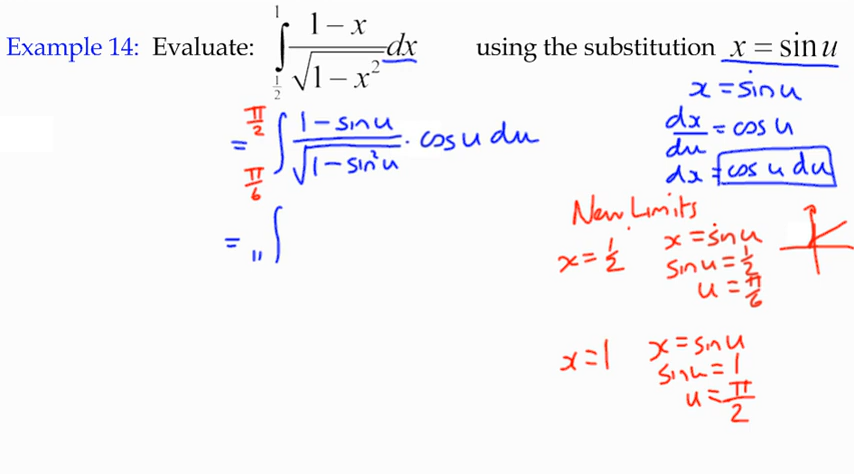 Example 14: Evaluate: ∫_{1/2}^{1} (1 − x)/√(1 − x²) dx using the substitution x = sin u
x = sin u
dx/du = cos u
dx = cos u du
= ∫_{π/6}^{π/2} (1 − sin u)/√(1 − sin²u) · cos u du
New Limits
x = 1/2 x = sin u
sin u = 1/2
u = π/6
= " ∫
x = 1 x = sin u
sin u = 1
u = π/2